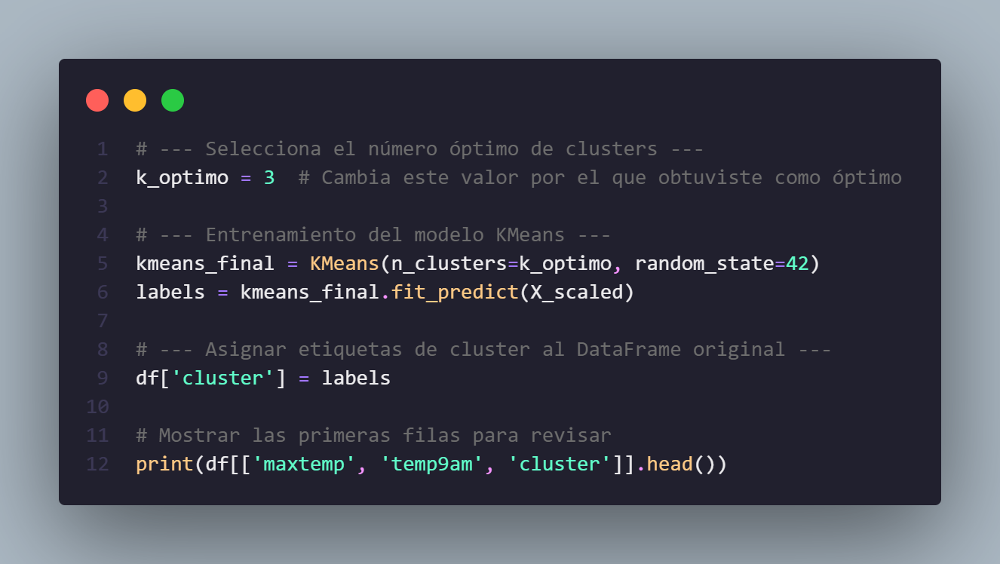 1 # --- Selecciona el número óptimo de clusters ---
2 k_optimo = 3  # Cambia este valor por el que obtuviste como óptimo
3
4 # --- Entrenamiento del modelo KMeans ---
5 kmeans_final = KMeans(n_clusters=k_optimo, random_state=42)
6 labels = kmeans_final.fit_predict(X_scaled)
7
8 # --- Asignar etiquetas de cluster al DataFrame original ---
9 df['cluster'] = labels
10
11 # Mostrar las primeras filas para revisar
12 print(df[['maxtemp', 'temp9am', 'cluster']].head())